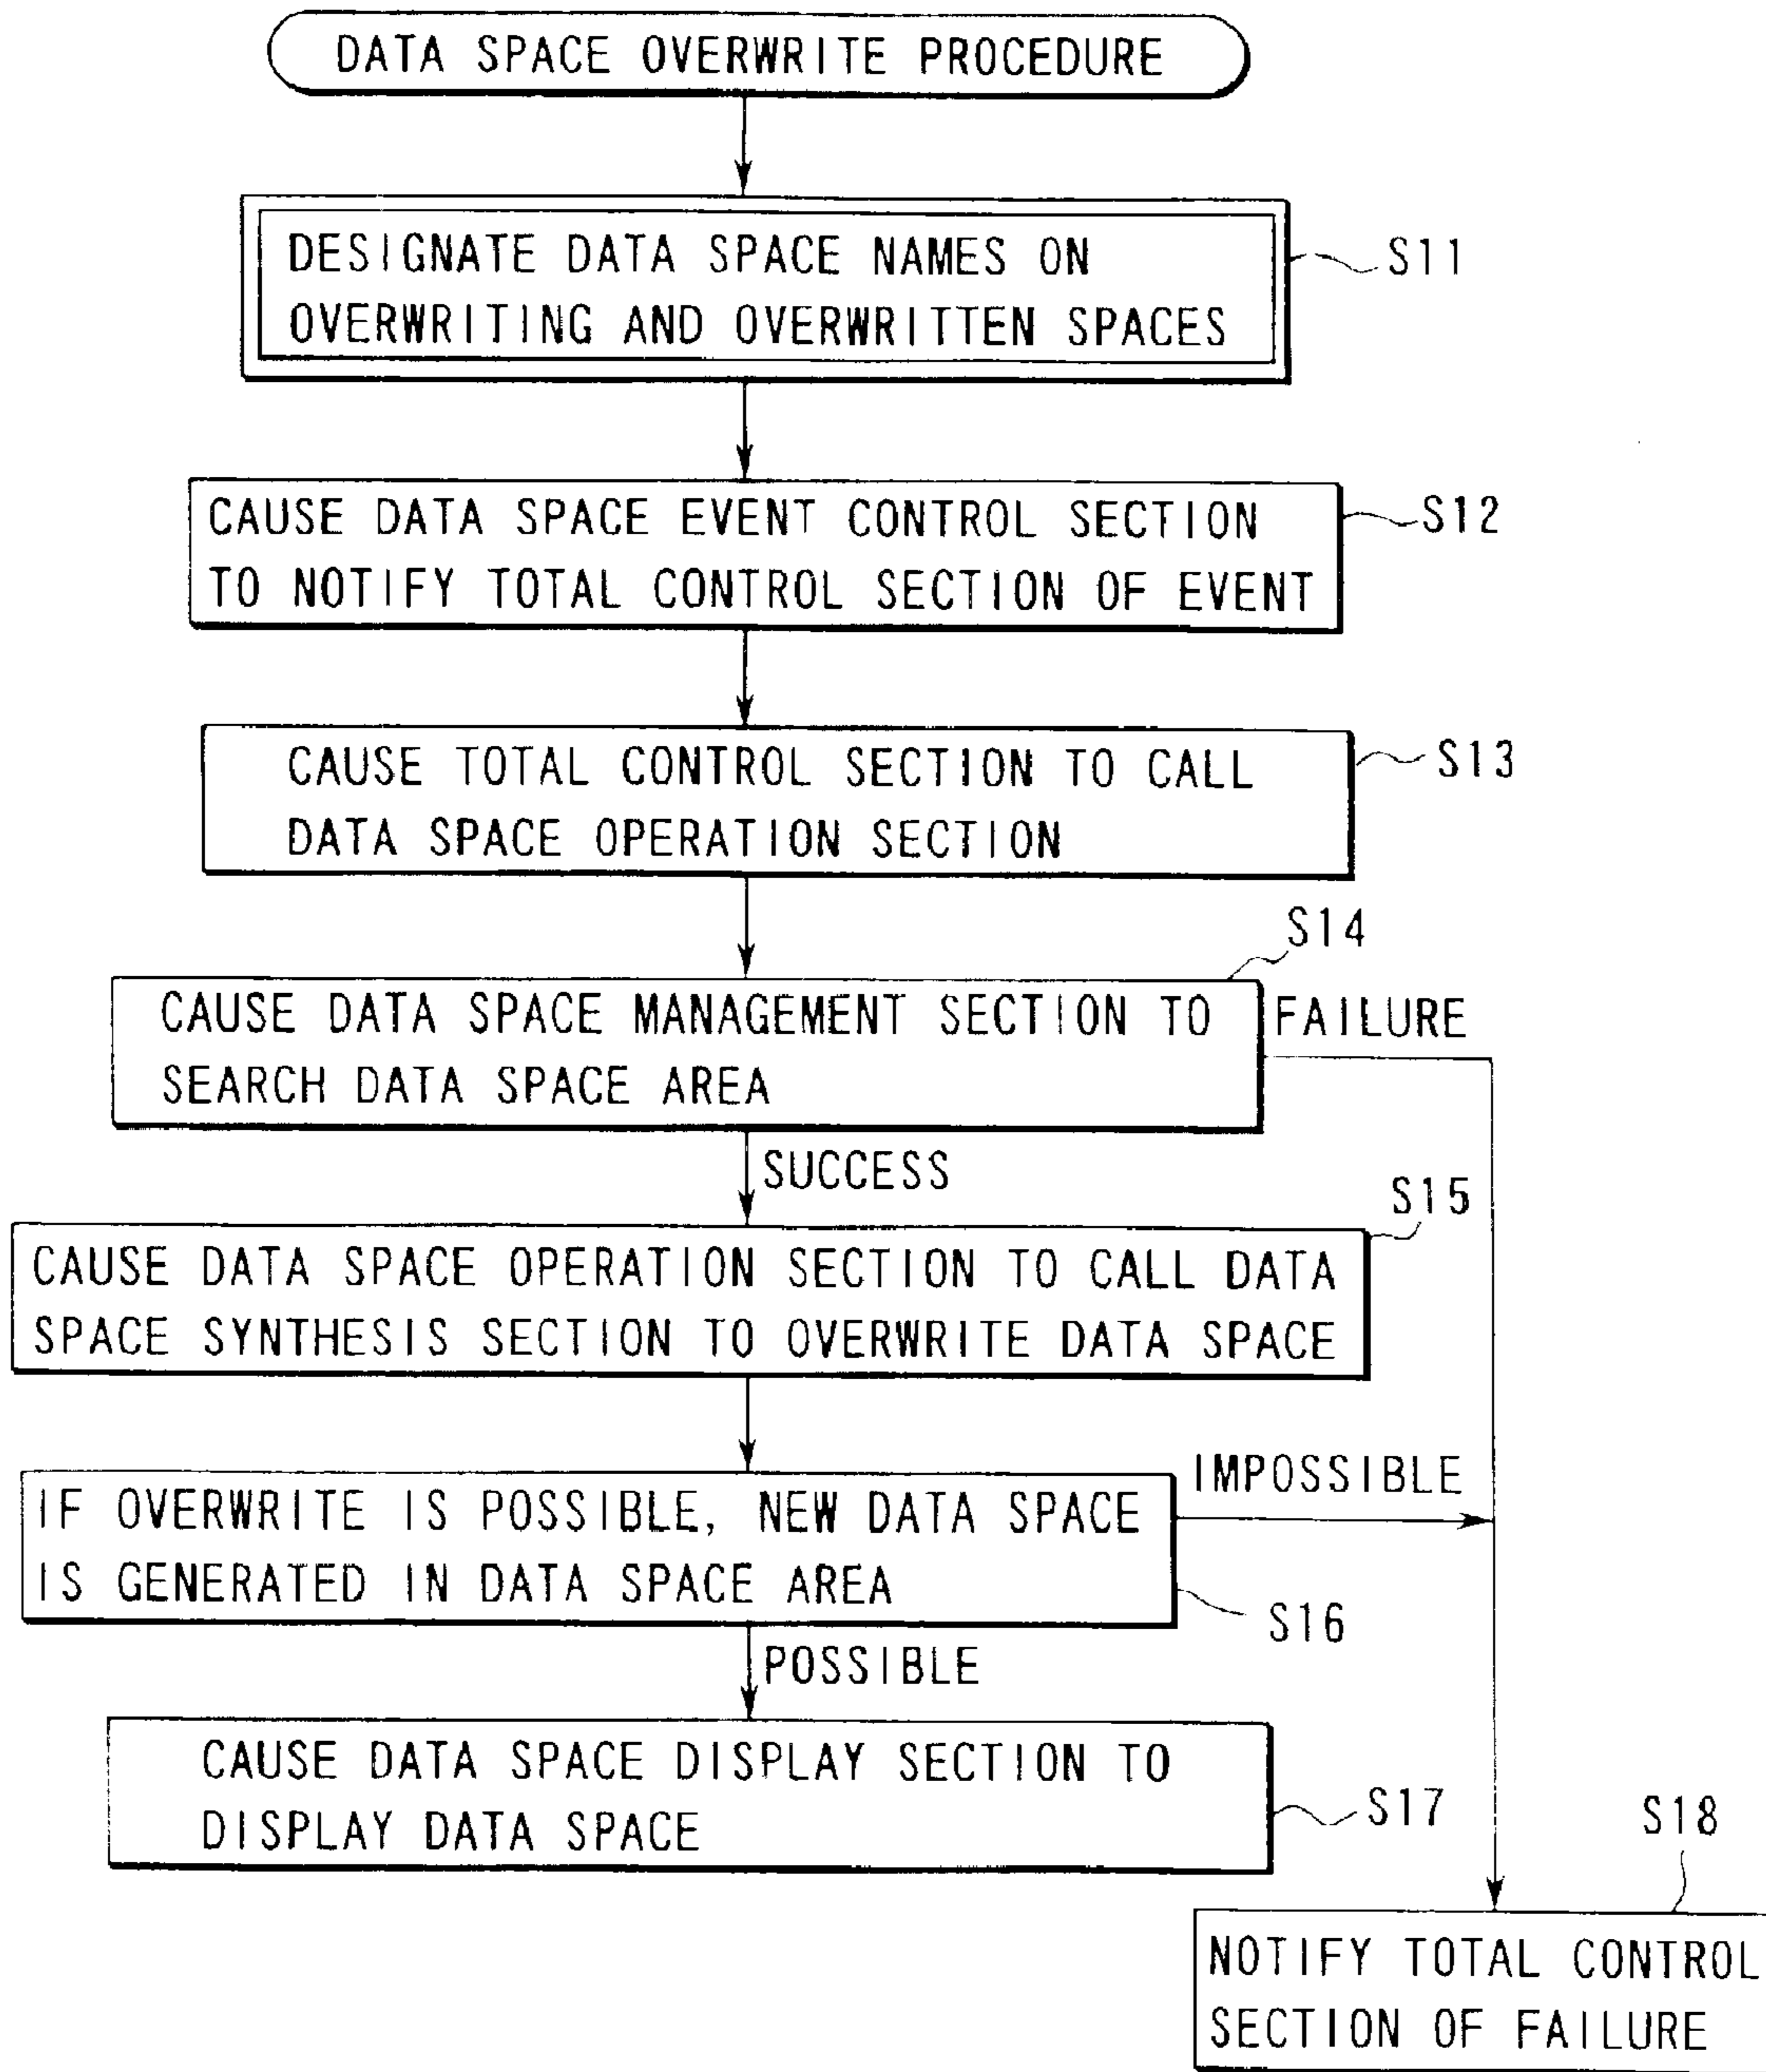 DATA SPACE OVERWRITE PROCEDURE
DESIGNATE DATA SPACE NAMES ON
OVERWRITING AND OVERWRITTEN SPACES
S11
CAUSE DATA SPACE EVENT CONTROL SECTION
TO NOTIFY TOTAL CONTROL SECTION OF EVENT
S12
CAUSE TOTAL CONTROL SECTION TO CALL
DATA SPACE OPERATION SECTION
S13
S14
CAUSE DATA SPACE MANAGEMENT SECTION TO
SEARCH DATA SPACE AREA
FAILURE
SUCCESS
S15
CAUSE DATA SPACE OPERATION SECTION TO CALL DATA
SPACE SYNTHESIS SECTION TO OVERWRITE DATA SPACE
IF OVERWRITE IS POSSIBLE, NEW DATA SPACE
IS GENERATED IN DATA SPACE AREA
IMPOSSIBLE
S16
POSSIBLE
CAUSE DATA SPACE DISPLAY SECTION TO
DISPLAY DATA SPACE
S17
S18
NOTIFY TOTAL CONTROL
SECTION OF FAILURE